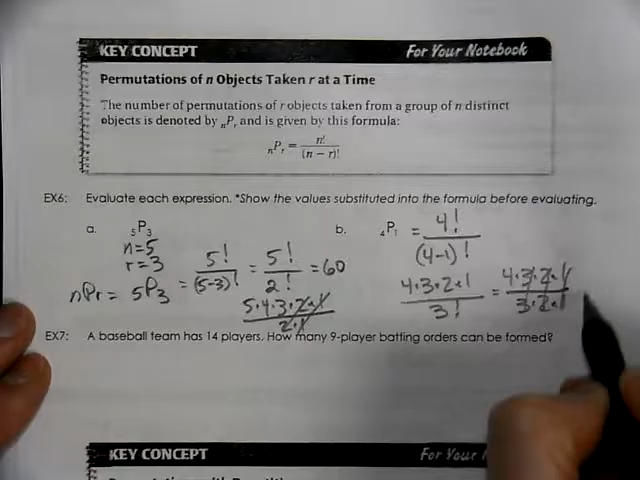 KEY CONCEPT For Your Notebook
Permutations of n Objects Taken r at a Time
The number of permutations of r objects taken from a group of n distinct
objects is denoted by ₙPᵣ and is given by this formula:
ₙPᵣ = n! / (n − r)!
EX6: Evaluate each expression. *Show the values substituted into the formula before evaluating.
a. ₅P₃
n=5
r=3
nPr = 5P3 = 5! / (5-3)! = 5! / 2! = 60
5·4·3·2·1 / 2·1
b. ₄P₁ = 4! / (4-1)!
4·3·2·1 / 3! = 4·3·2·1 / 3·2·1
EX7: A baseball team has 14 players. How many 9-player batting orders can be formed?
KEY CONCEPT For Your N